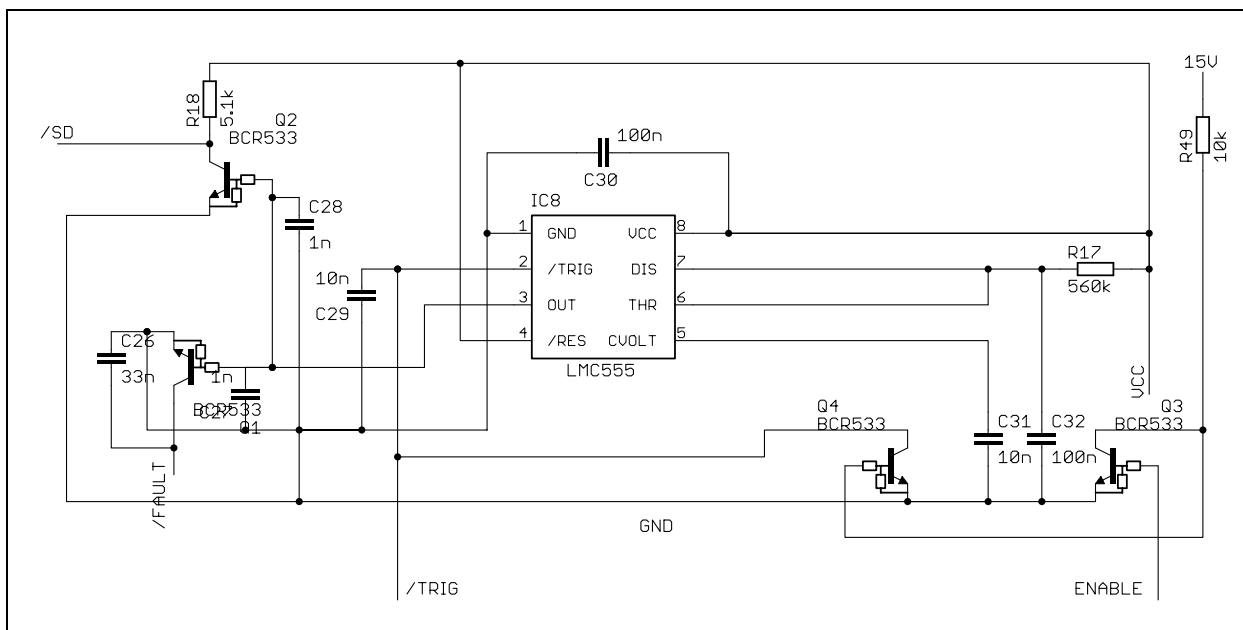 15V
R18
5.1k
Q2
BCR533
/SD
100n
C30
R49
10k
IC8
C28
1n
1
GND
VCC
8
2
/TRIG
DIS
7
3
OUT
THR
6
4
/RES
CVOLT
5
LMC555
R17
560k
10n
C29
C26
33n
1n
C27
BCR533
Q1
VCC
Q4
BCR533
Q3
BCR533
C31
10n
C32
100n
/FAULT
GND
/TRIG
ENABLE